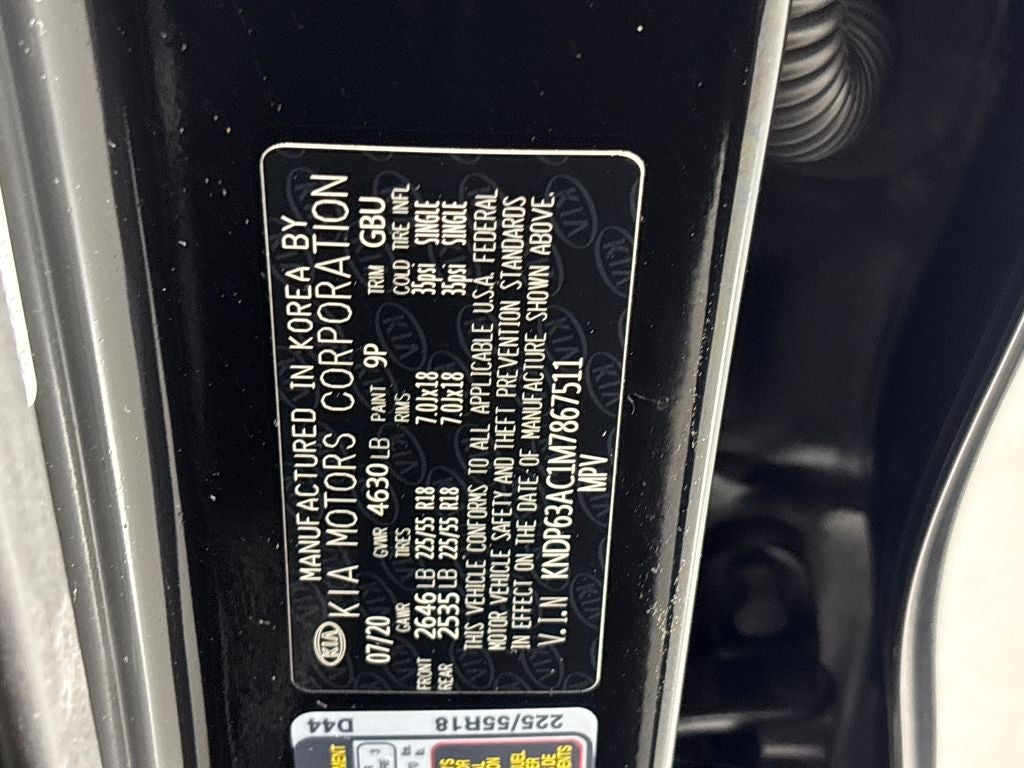 MANUFACTURED IN KOREA BY
KIA KIA MOTORS CORPORATION
07/20 GVWR 4630 LB PAINT 9P TRIM GBU
GAWR TIRES RIMS COLD TIRE INFL
FRONT 2646 LB 225/55 R18 7.0Jx18 35psi SINGLE
REAR 2535 LB 225/55 R18 7.0Jx18 35psi SINGLE
THIS VEHICLE CONFORMS TO ALL APPLICABLE U.S.A. FEDERAL
MOTOR VEHICLE SAFETY AND THEFT PREVENTION STANDARDS
IN EFFECT ON THE DATE OF MANUFACTURE SHOWN ABOVE.
V.I.N KNDP63AC1M7867511
MPV
D44
225/55R18